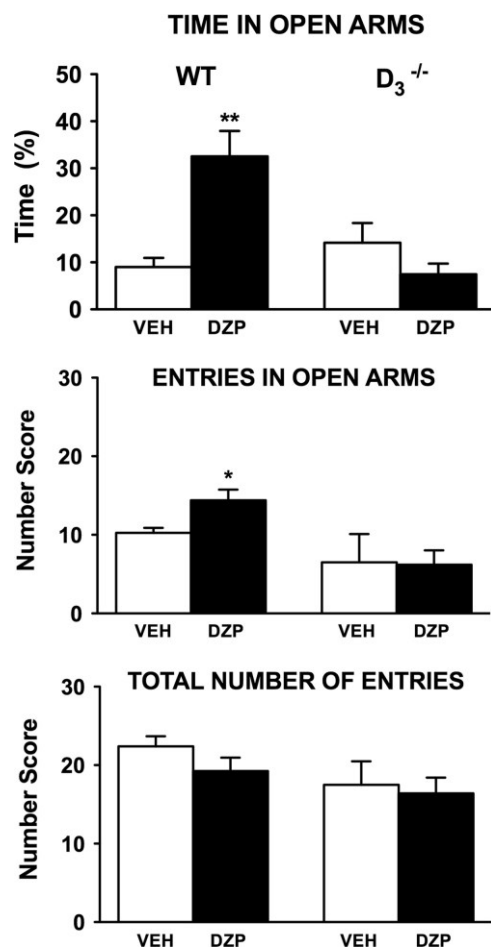 TIME IN OPEN ARMS
WT D₃ ⁻/⁻
50
40
30
20
10
0
Time (%)
**
VEH DZP VEH DZP
ENTRIES IN OPEN ARMS
30
20
10
0
Number Score
*
VEH DZP VEH DZP
TOTAL NUMBER OF ENTRIES
30
20
10
0
Number Score
VEH DZP VEH DZP